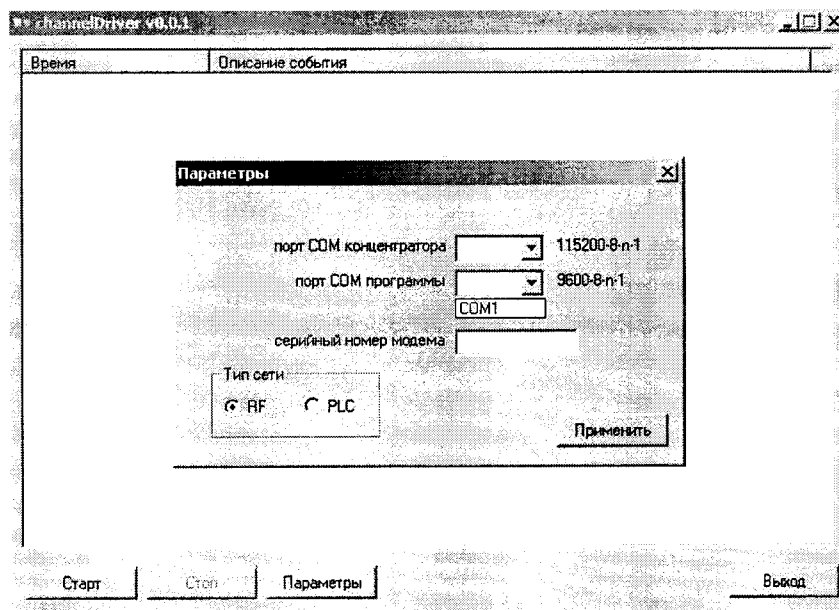 channelDriver v0.0.1
Время Описание события
Параметры
порт COM концентратора 115200-8-n-1
порт COM программы 9600-8-n-1
COM1
серийный номер модема
Тип сети
RF PLC
Применить
Старт Стоп Параметры Выход